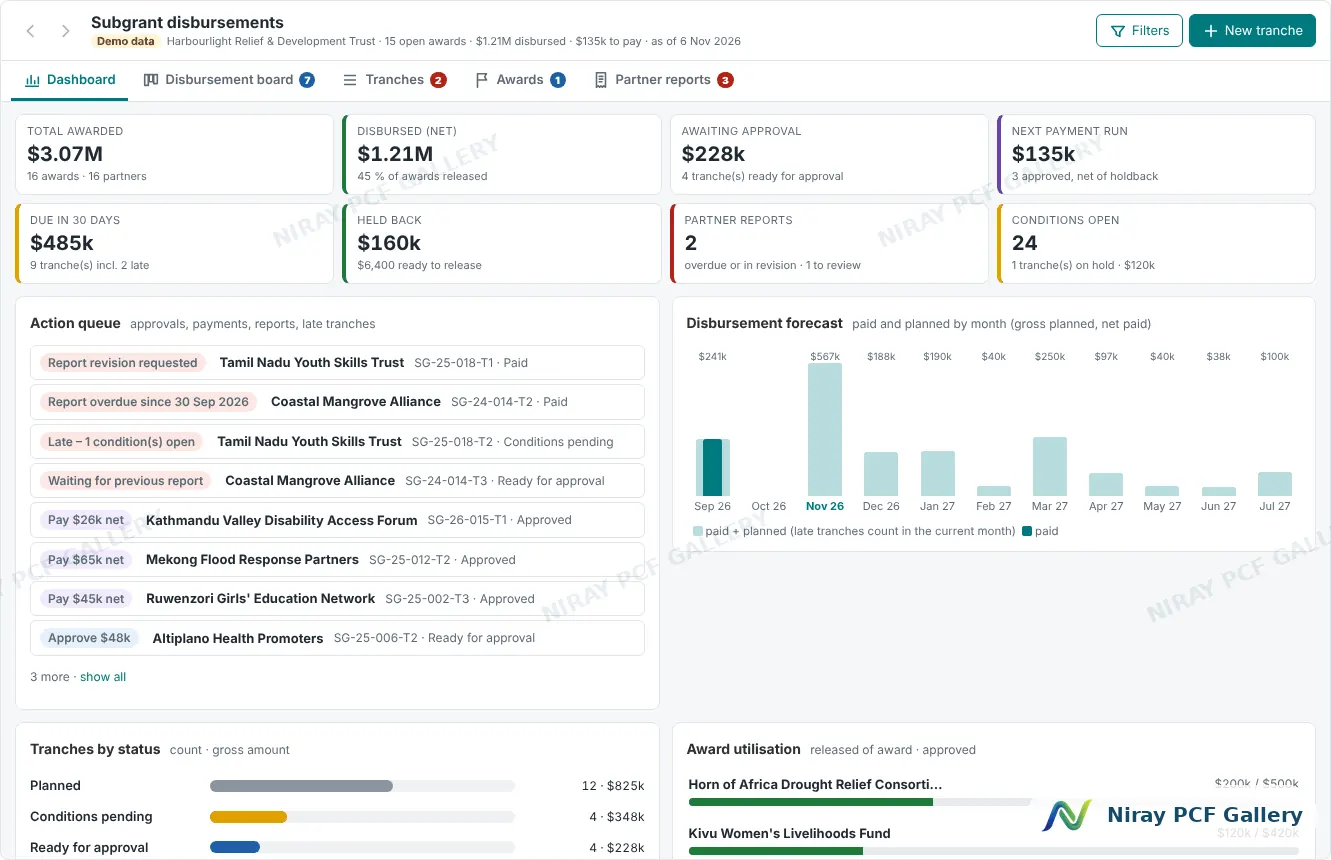 Subgrant disbursements
Demo data Harbourlight Relief & Development Trust · 15 open awards · $1.21M disbursed · $135k to pay · as of 6 Nov 2026
Filters
New tranche
Dashboard
Disbursement board 7
Tranches 2
Awards 1
Partner reports 3
TOTAL AWARDED
$3.07M
16 awards · 16 partners
DISBURSED (NET)
$1.21M
45 % of awards released
AWAITING APPROVAL
$228k
4 tranche(s) ready for approval
NEXT PAYMENT RUN
$135k
3 approved, net of holdback
DUE IN 30 DAYS
$485k
9 tranche(s) incl. 2 late
HELD BACK
$160k
$6,400 ready to release
PARTNER REPORTS
2
overdue or in revision · 1 to review
CONDITIONS OPEN
24
1 tranche(s) on hold · $120k
Action queue approvals, payments, reports, late tranches
Report revision requested Tamil Nadu Youth Skills Trust SG-25-018-T1 · Paid
Report overdue since 30 Sep 2026 Coastal Mangrove Alliance SG-24-014-T2 · Paid
Late – 1 condition(s) open Tamil Nadu Youth Skills Trust SG-25-018-T2 · Conditions pending
Waiting for previous report Coastal Mangrove Alliance SG-24-014-T3 · Ready for approval
Pay $26k net Kathmandu Valley Disability Access Forum SG-26-015-T1 · Approved
Pay $65k net Mekong Flood Response Partners SG-25-012-T2 · Approved
Pay $45k net Ruwenzori Girls' Education Network SG-25-002-T3 · Approved
Approve $48k Altiplano Health Promoters SG-25-006-T2 · Ready for approval
3 more · show all
Disbursement forecast paid and planned by month (gross planned, net paid)
$241k $567k $188k $190k $40k $250k $97k $40k $38k $100k
Sep 26 Oct 26 Nov 26 Dec 26 Jan 27 Feb 27 Mar 27 Apr 27 May 27 Jun 27 Jul 27
paid + planned (late tranches count in the current month) paid
Tranches by status count · gross amount
Planned 12 · $825k
Conditions pending 4 · $348k
Ready for approval 4 · $228k
Award utilisation released of award · approved
Horn of Africa Drought Relief Consorti... $200k / $500k
Kivu Women's Livelihoods Fund $120k / $420k
Niray PCF Gallery
NIRAY PCF GALLERY
NIRAY PCF GALLERY
NIRAY PCF GALLERY
NIRAY PCF GALLERY